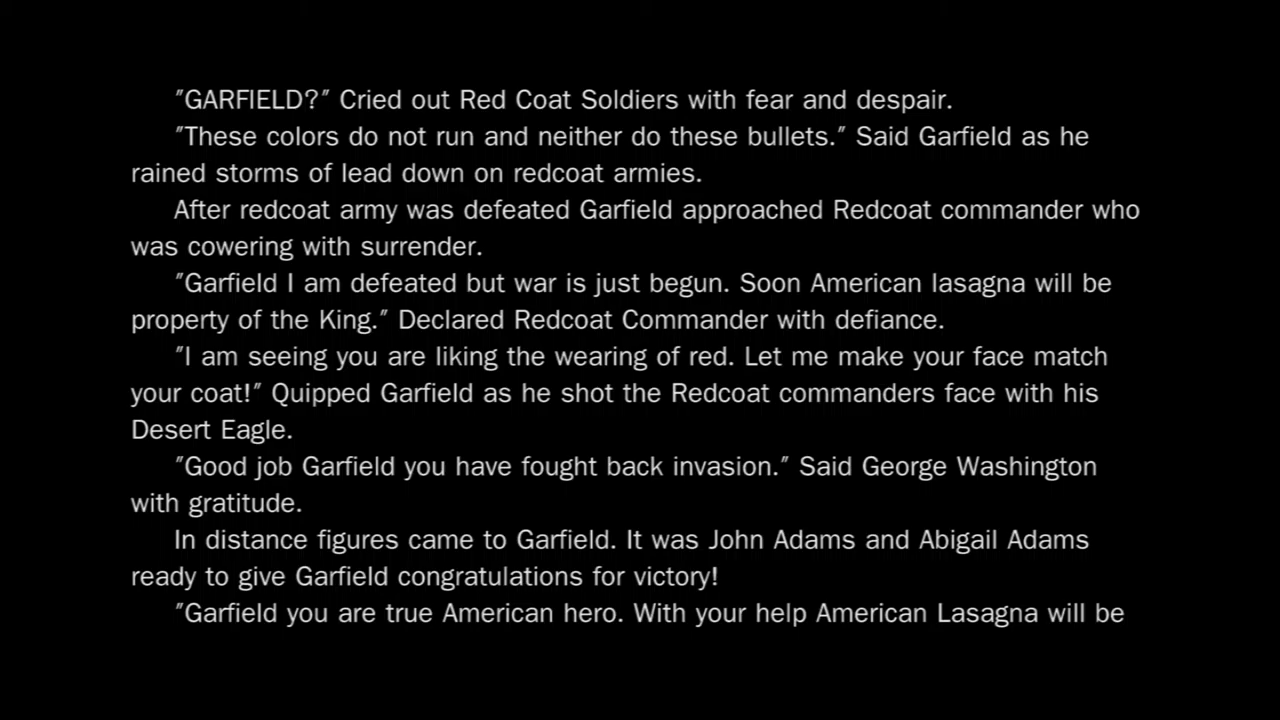 "GARFIELD?" Cried out Red Coat Soldiers with fear and despair.
"These colors do not run and neither do these bullets." Said Garfield as he
rained storms of lead down on redcoat armies.
After redcoat army was defeated Garfield approached Redcoat commander who
was cowering with surrender.
"Garfield I am defeated but war is just begun. Soon American lasagna will be
property of the King." Declared Redcoat Commander with defiance.
"I am seeing you are liking the wearing of red. Let me make your face match
your coat!" Quipped Garfield as he shot the Redcoat commanders face with his
Desert Eagle.
"Good job Garfield you have fought back invasion." Said George Washington
with gratitude.
In distance figures came to Garfield. It was John Adams and Abigail Adams
ready to give Garfield congratulations for victory!
"Garfield you are true American hero. With your help American Lasagna will be